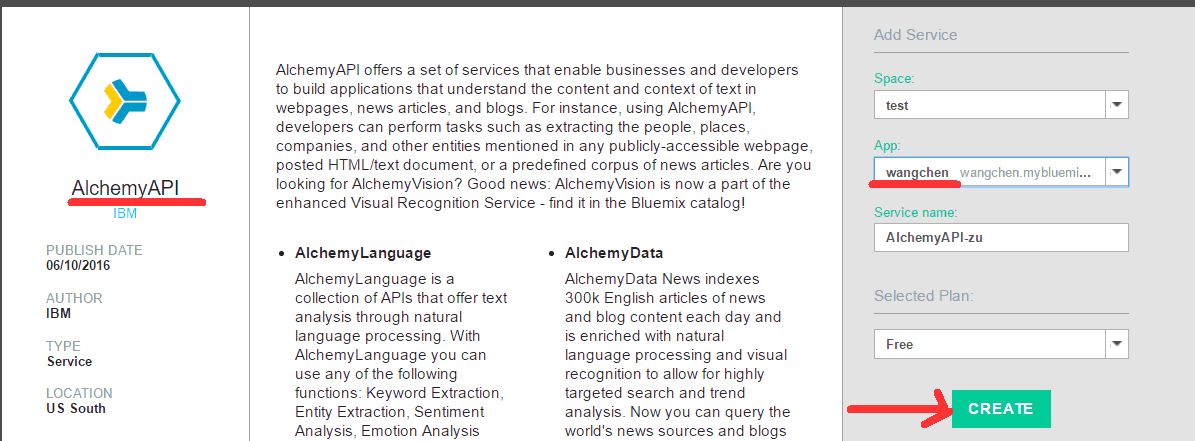 AlchemyAPI
IBM
PUBLISH DATE
06/10/2016
AUTHOR
IBM
TYPE
Service
LOCATION
US South
AlchemyAPI offers a set of services that enable businesses and developers
to build applications that understand the content and context of text in
webpages, news articles, and blogs. For instance, using AlchemyAPI,
developers can perform tasks such as extracting the people, places,
companies, and other entities mentioned in any publicly-accessible webpage,
posted HTML/text document, or a predefined corpus of news articles. Are you
looking for AlchemyVision? Good news: AlchemyVision is now a part of the
enhanced Visual Recognition Service - find it in the Bluemix catalog!
• AlchemyLanguage
AlchemyLanguage is a
collection of APIs that offer text
analysis through natural
language processing. With
AlchemyLanguage you can
use any of the following
functions: Keyword Extraction,
Entity Extraction, Sentiment
Analysis, Emotion Analysis
• AlchemyData
AlchemyData News indexes
300k English articles of news
and blog content each day and
is enriched with natural
language processing and visual
recognition to allow for highly
targeted search and trend
analysis. Now you can query the
world's news sources and blogs
Add Service
Space:
test
App:
wangchen wangchen.mybluemi...
Service name:
AlchemyAPI-zu
Selected Plan:
Free
CREATE